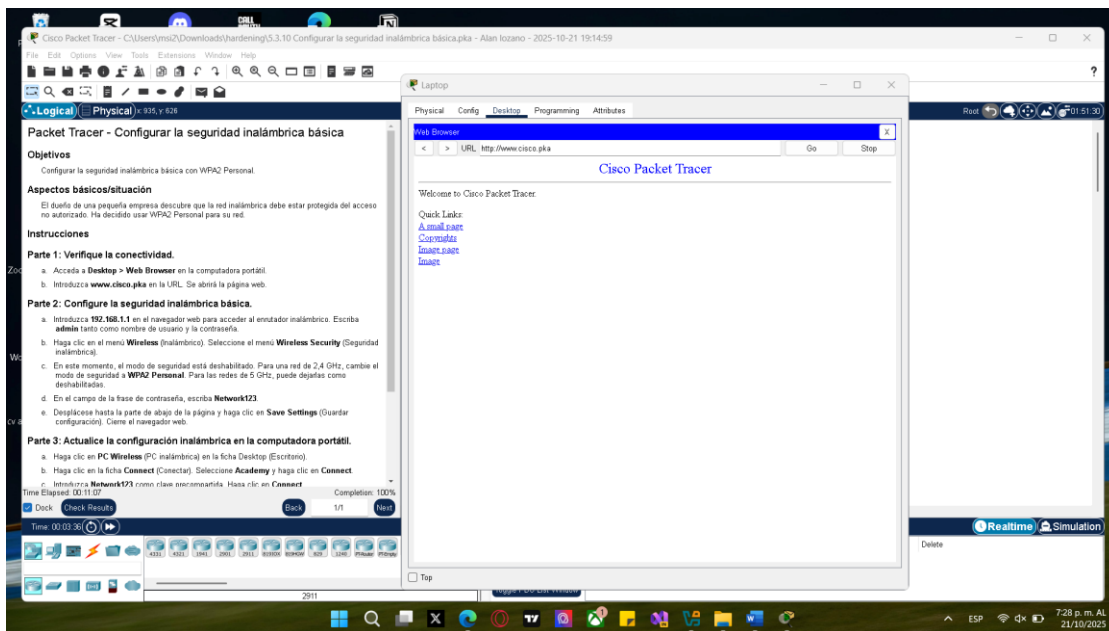 CALL
Cisco Packet Tracer - C:\Users\msi2\Downloads\hardening\5.3.10 Configurar la seguridad inalámbrica básica.pka - Alan lozano - 2025-10-21 19:14:59
File Edit Options View Tools Extensions Window Help
?
Logical Physical x: 935, y: 626
Root 01:51:30
Packet Tracer - Configurar la seguridad inalámbrica básica
Objetivos
Configurar la seguridad inalámbrica básica con WPA2 Personal.
Aspectos básicos/situación
El dueño de una pequeña empresa descubre que la red inalámbrica debe estar protegida del acceso
no autorizado. Ha decidido usar WPA2 Personal para su red.
Instrucciones
Parte 1: Verifique la conectividad.
a. Acceda a Desktop > Web Browser en la computadora portátil.
b. Introduzca www.cisco.pka en la URL. Se abrirá la página web.
Parte 2: Configure la seguridad inalámbrica básica.
a. Introduzca 192.168.1.1 en el navegador web para acceder al enrutador inalámbrico. Escriba
admin tanto como nombre de usuario y la contraseña.
b. Haga clic en el menú Wireless (Inalámbrico). Seleccione el menú Wireless Security (Seguridad
inalámbrica).
c. En este momento, el modo de seguridad está deshabilitado. Para una red de 2,4 GHz, cambie el
modo de seguridad a WPA2 Personal. Para las redes de 5 GHz, puede dejarlas como
deshabilitadas.
d. En el campo de la frase de contraseña, escriba Network123.
e. Desplácese hasta la parte de abajo de la página y haga clic en Save Settings (Guardar
configuración). Cierre el navegador web.
Parte 3: Actualice la configuración inalámbrica en la computadora portátil.
a. Haga clic en PC Wireless (PC inalámbrica) en la ficha Desktop (Escritorio).
b. Haga clic en la ficha Connect (Conectar). Seleccione Academy y haga clic en Connect.
c. Introduzca Network123 como clave precompartida. Haga clic en Connect
Time Elapsed: 00:11:07 Completion: 100%
Dock Check Results Back 1/1 Next
Time: 00:03:36
Realtime Simulation
4331 4321 1941 2901 2911 819IOX 819HGW 829 1240
2911
Delete
Laptop
Physical Config Desktop Programming Attributes
Web Browser X
< > URL http://www.cisco.pka Go Stop
Cisco Packet Tracer
Welcome to Cisco Packet Tracer.
Quick Links:
A small page
Copyrights
Image page
Image
Top
ESP
7:28 p. m. AL
21/10/2025